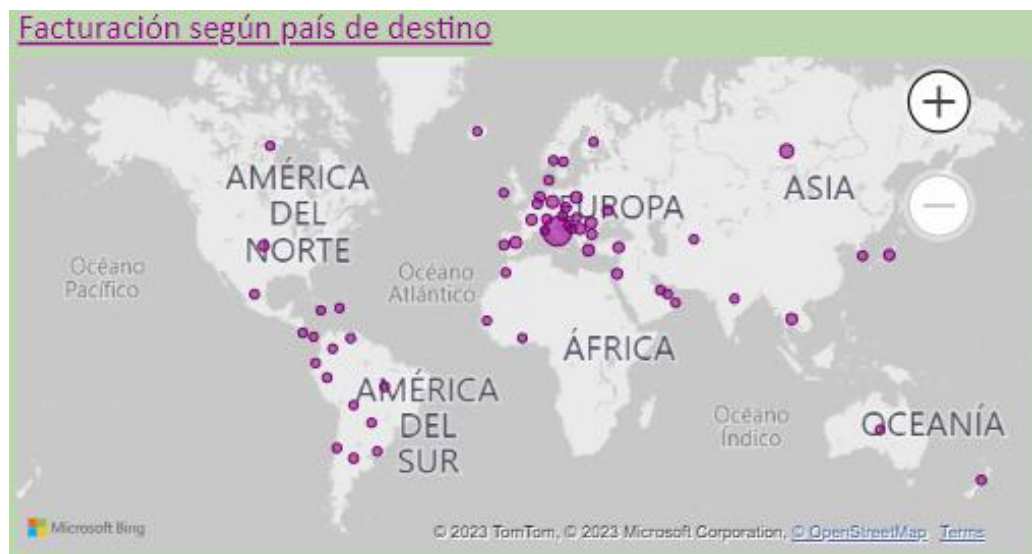 Facturación según país de destino
AMÉRICA
DEL
NORTE
EUROPA
ASIA
Océano
Pacífico
Océano
Atlántico
ÁFRICA
AMÉRICA
DEL
SUR
Océano
Índico
OCEANÍA
Microsoft Bing
© 2023 TomTom, © 2023 Microsoft Corporation, © OpenStreetMap Terms